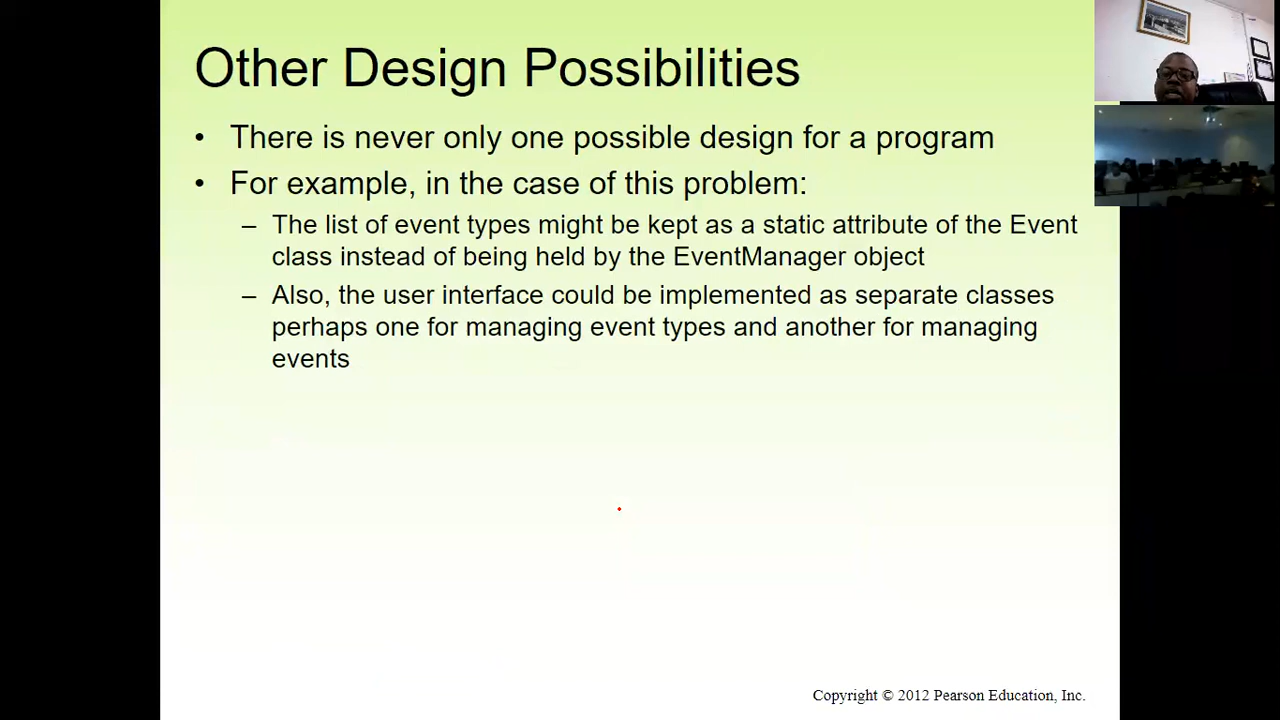 Other Design Possibilities
• There is never only one possible design for a program
• For example, in the case of this problem:
– The list of event types might be kept as a static attribute of the Event
class instead of being held by the EventManager object
– Also, the user interface could be implemented as separate classes
perhaps one for managing event types and another for managing
events
Copyright © 2012 Pearson Education, Inc.